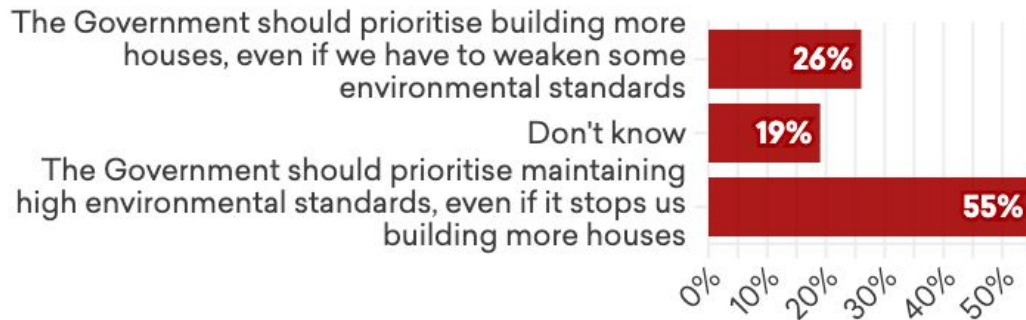 The Government should prioritise building more
houses, even if we have to weaken some
environmental standards
26%
Don't know
19%
The Government should prioritise maintaining
high environmental standards, even if it stops us
building more houses
55%
0% 10% 20% 30% 40% 50%